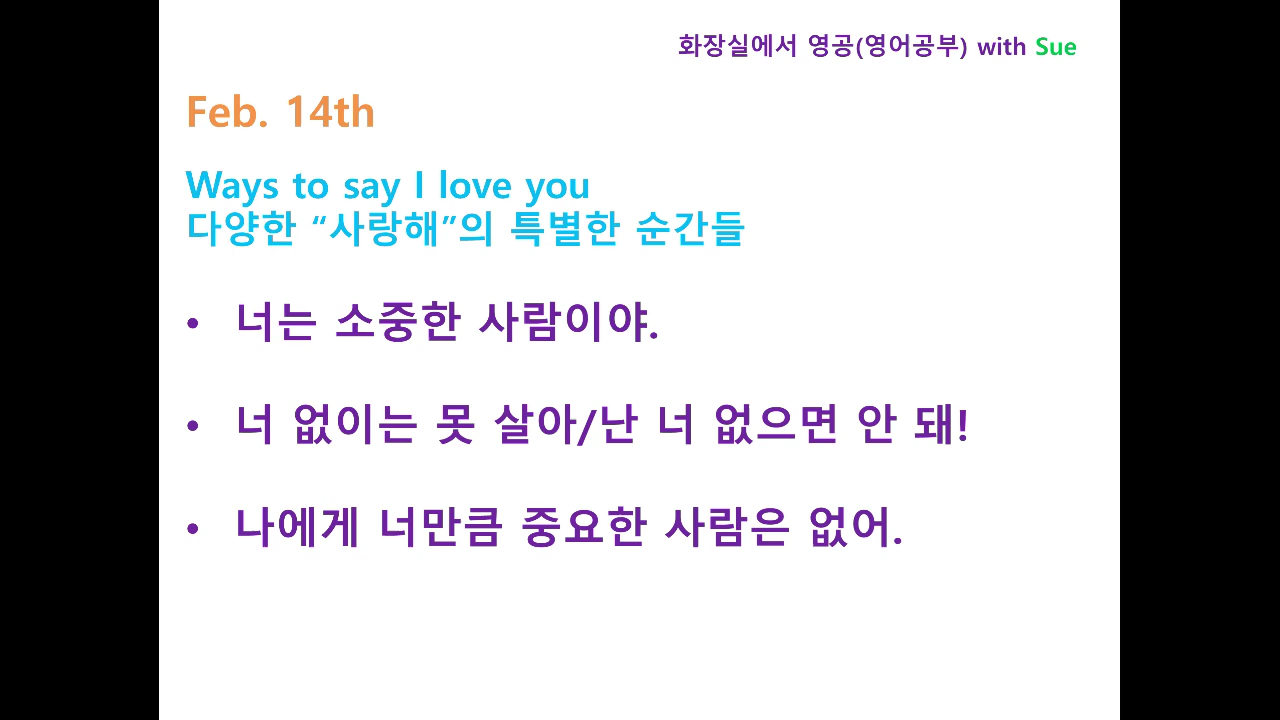 화장실에서 영공(영어공부) with Sue
Feb. 14th
Ways to say I love you
다양한 “사랑해”의 특별한 순간들
• 너는 소중한 사람이야.
• 너 없이는 못 살아/난 너 없으면 안 돼!
• 나에게 너만큼 중요한 사람은 없어.